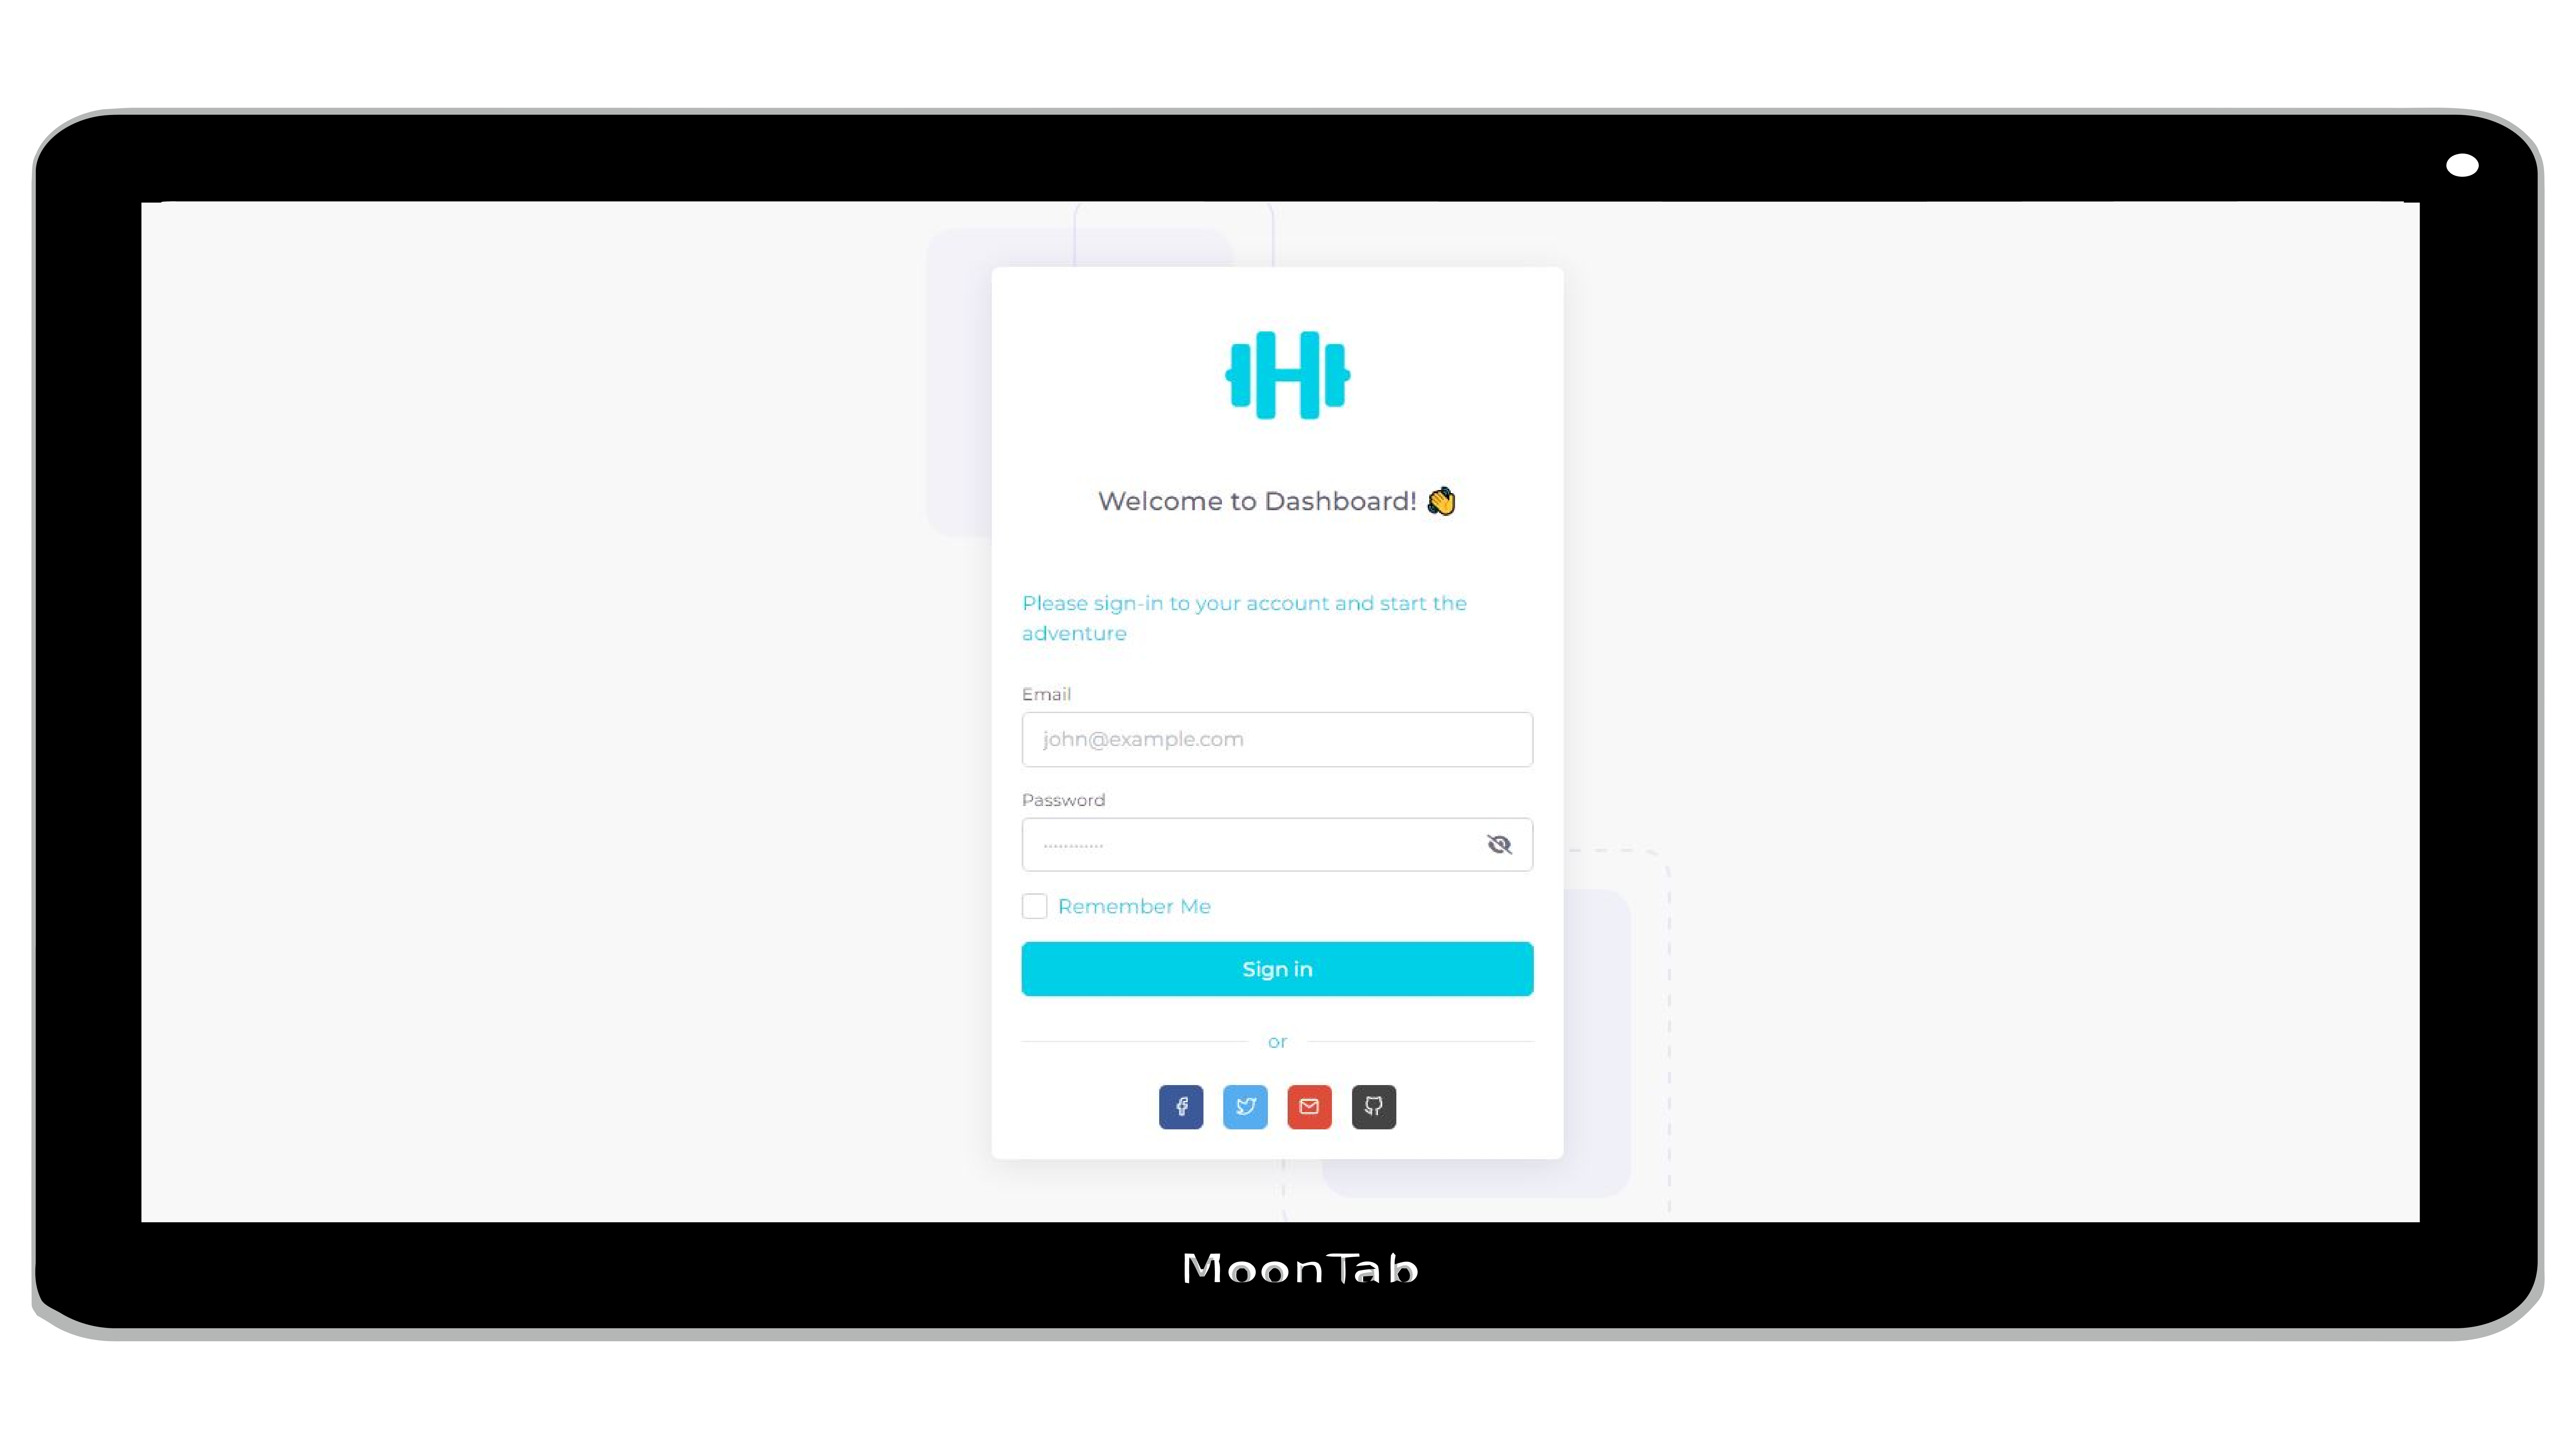 Welcome to Dashboard! 👋
Please sign-in to your account and start the
adventure
Email
john@example.com
Password
············
Remember Me
Sign in
or
MoonTab